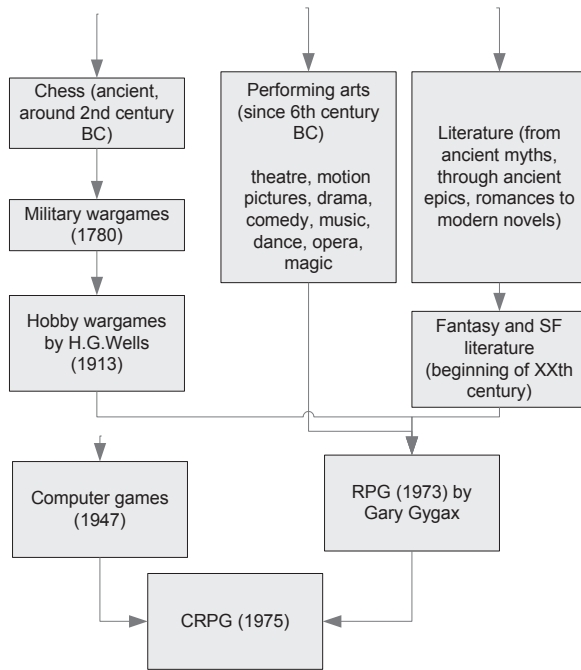 Chess (ancient,
around 2nd century
BC)
Military wargames
(1780)
Hobby wargames
by H.G.Wells
(1913)
Performing arts
(since 6th century
BC)
theatre, motion
pictures, drama,
comedy, music,
dance, opera,
magic
Literature (from
ancient myths,
through ancient
epics, romances to
modern novels)
Fantasy and SF
literature
(beginning of XXth
century)
Computer games
(1947)
RPG (1973) by
Gary Gygax
CRPG (1975)